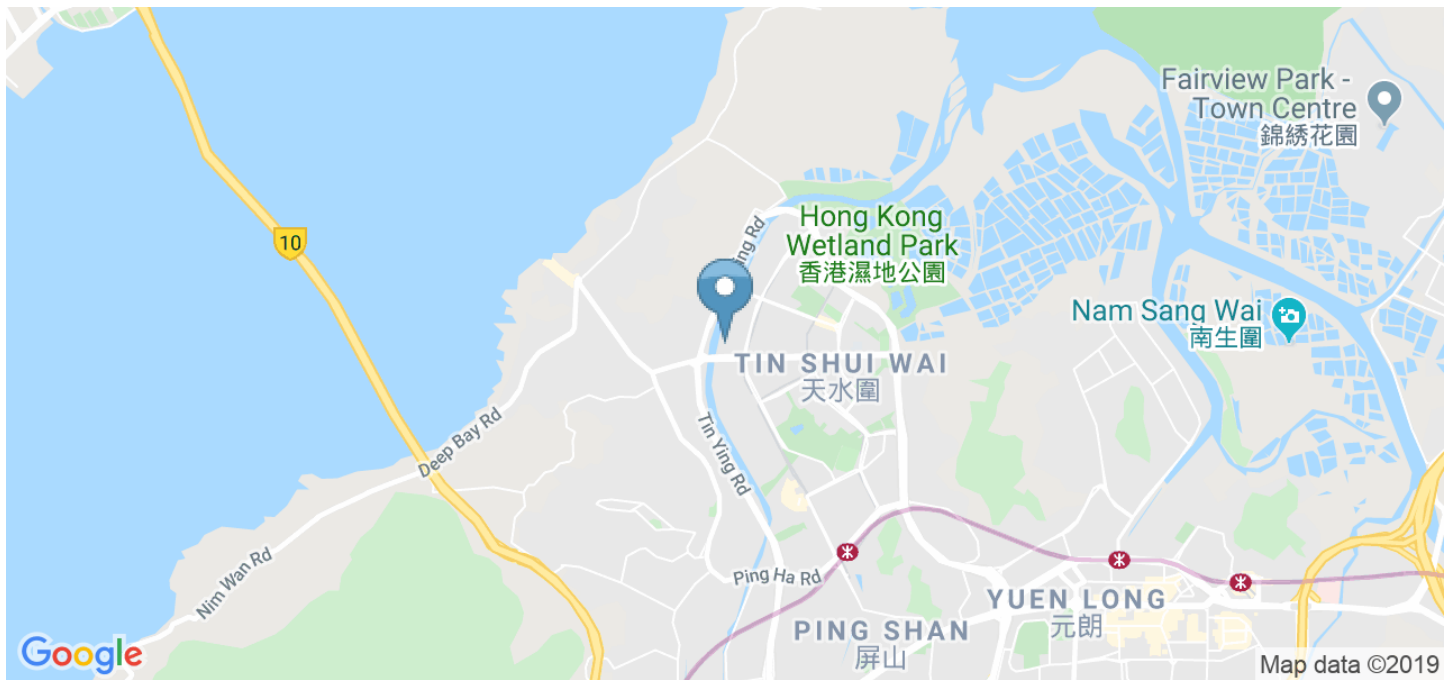 Fairview Park -
Town Centre
錦綉花園
10
Hong Kong
Wetland Park
香港濕地公園
Nam Sang Wai
南生圍
TIN SHUI WAI
天水圍
Deep Bay Rd
Tin Ying Rd
Nim Wan Rd
Ping Ha Rd
YUEN LONG
元朗
PING SHAN
屏山
Google
Map data ©2019